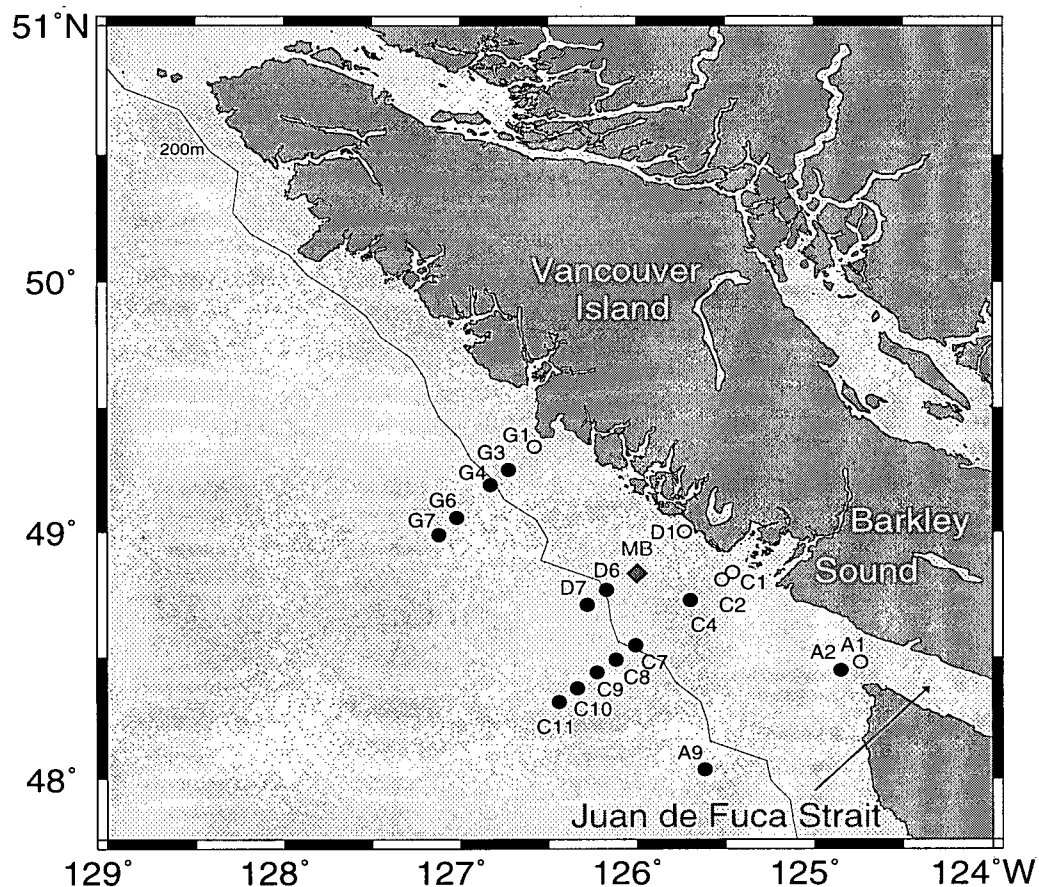 51˚N
200m
50˚
Vancouver
Island
G1
G3
G4
G6
G7
49˚
D1
Barkley
MB
Sound
D6
C1
D7
C2
C4
A1
A2
C7
C8
C9
C10
C11
A9
48˚
Juan de Fuca Strait
129˚
128˚
127˚
126˚
125˚
124˚W